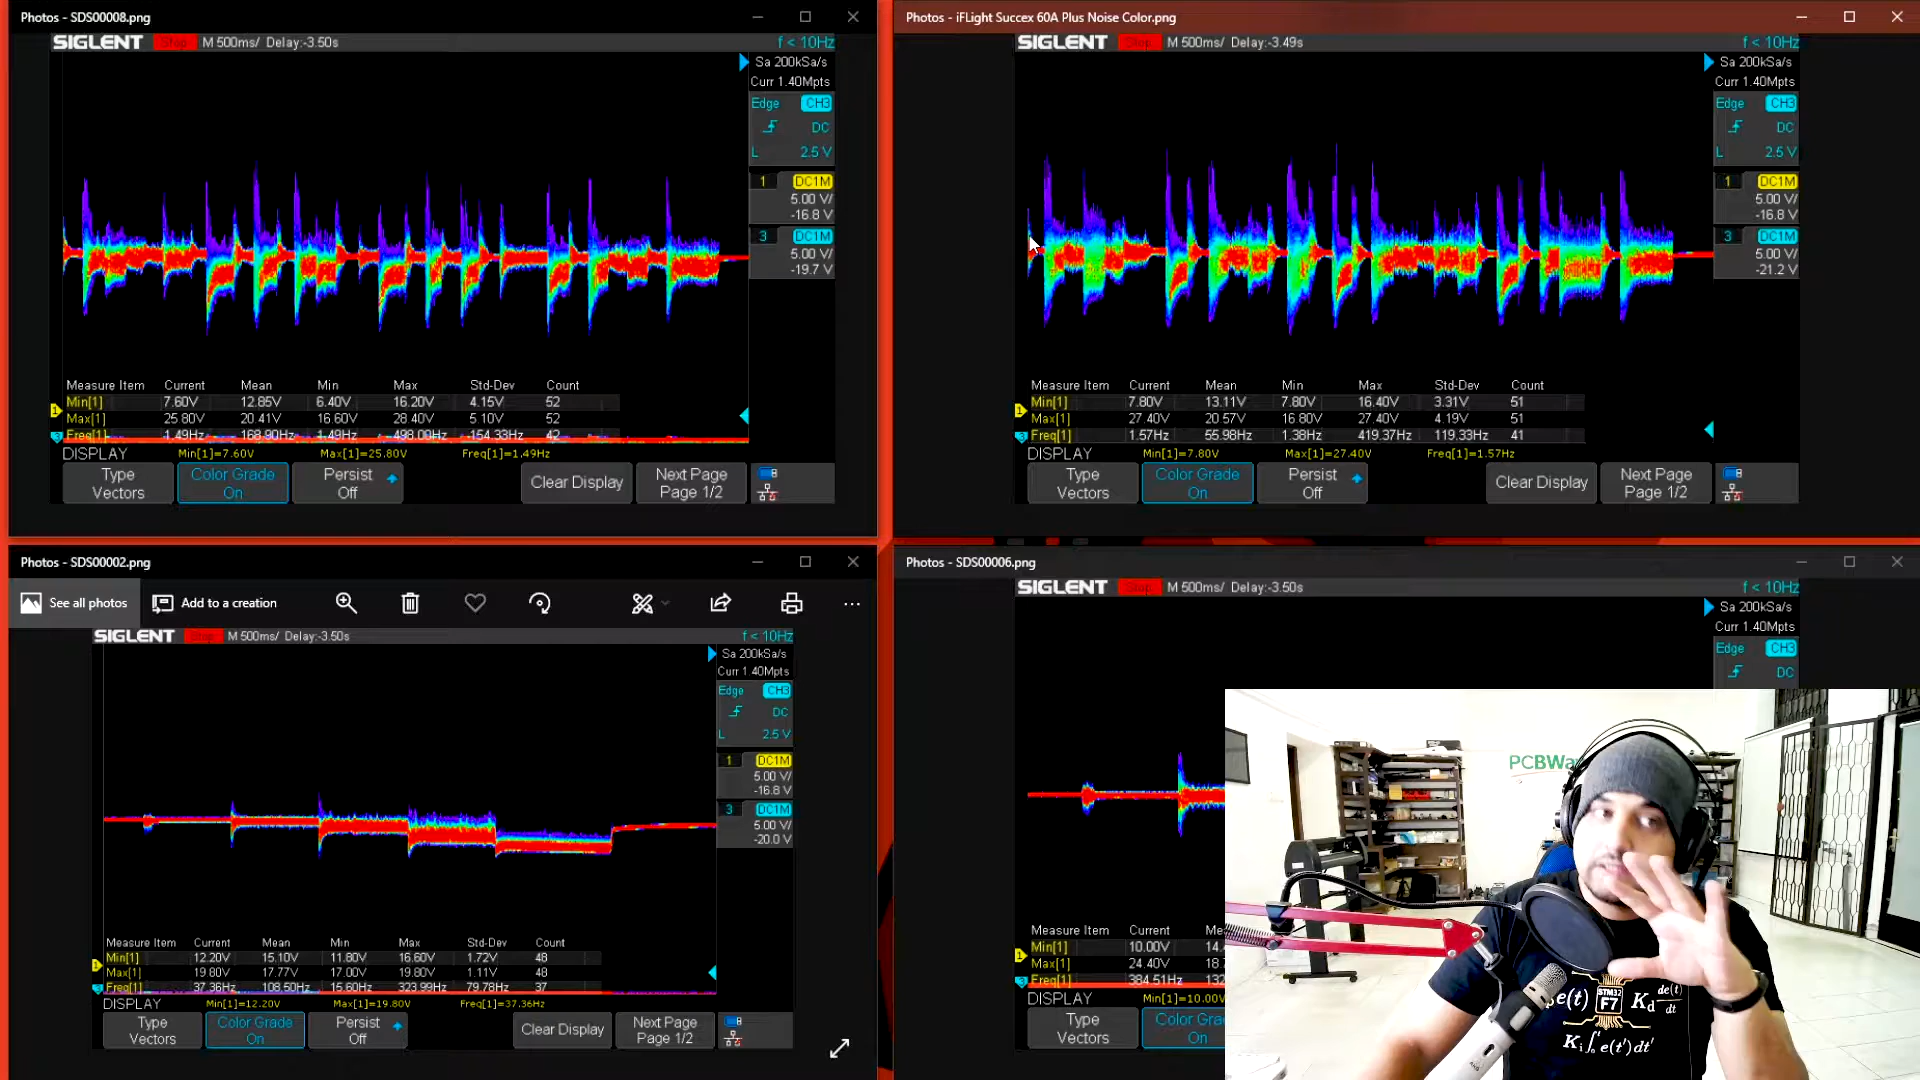 Photos - SDS00008.png
SIGLENT Stop M 500ms/ Delay:-3.50s f < 10Hz
Sa 200kSa/s
Curr 1.40Mpts
Edge CH3
DC
L 2.5 V
1 DC1M
5.00 V/
-16.8 V
3 DC1M
5.00 V/
-19.7 V
Measure Item Current Mean Min Max Std-Dev Count
Min[1] 7.60V 12.85V 6.40V 16.20V 4.15V 52
Max[1] 25.80V 20.41V 16.60V 28.40V 5.10V 52
Freq[1] 1.49Hz 168.90Hz 1.49Hz 498.00Hz 154.33Hz 42
DISPLAY Min[1]=7.60V Max[1]=25.80V Freq[1]=1.49Hz
Type Vectors
Color Grade On
Persist Off
Clear Display
Next Page Page 1/2
Photos - iFLight Succex 60A Plus Noise Color.png
SIGLENT Stop M 500ms/ Delay:-3.49s f < 10Hz
Sa 200kSa/s
Curr 1.40Mpts
Edge CH3
DC
L 2.5 V
1 DC1M
5.00 V/
-16.8 V
3 DC1M
5.00 V/
-21.2 V
Measure Item Current Mean Min Max Std-Dev Count
Min[1] 7.80V 13.11V 7.80V 16.40V 3.31V 51
Max[1] 27.40V 20.57V 16.80V 27.40V 4.19V 51
Freq[1] 1.57Hz 55.98Hz 1.38Hz 419.37Hz 119.33Hz 41
DISPLAY Min[1]=7.80V Max[1]=27.40V Freq[1]=1.57Hz
Type Vectors
Color Grade On
Persist Off
Clear Display
Next Page Page 1/2
Photos - SDS00002.png
See all photos
Add to a creation
SIGLENT Stop M 500ms/ Delay:-3.50s f < 10Hz
Sa 200kSa/s
Curr 1.40Mpts
Edge CH3
DC
L 2.5 V
1 DC1M
5.00 V/
-16.8 V
3 DC1M
5.00 V/
-20.0 V
Measure Item Current Mean Min Max Std-Dev Count
Min[1] 12.20V 15.10V 11.80V 16.60V 1.72V 48
Max[1] 19.80V 17.77V 17.00V 19.80V 1.11V 48
Freq[1] 37.36Hz 108.50Hz 15.60Hz 323.99Hz 79.78Hz 37
DISPLAY Min[1]=12.20V Max[1]=19.80V Freq[1]=37.36Hz
Type Vectors
Color Grade On
Persist Off
Clear Display
Next Page Page 1/2
Photos - SDS00006.png
SIGLENT Stop M 500ms/ Delay:-3.50s f < 10Hz
Sa 200kSa/s
Curr 1.40Mpts
Edge CH3
DC
Measure Item Current Me
Min[1] 10.00V 14.
Max[1] 24.40V 18
Freq[1] 384.51Hz 132
DISPLAY Min[1]=10.00V
Type Vectors
Color Gra On
PCBWa
e(t) STM32 F7 Kd de(t)/dt
Ki∫e(t')dt'